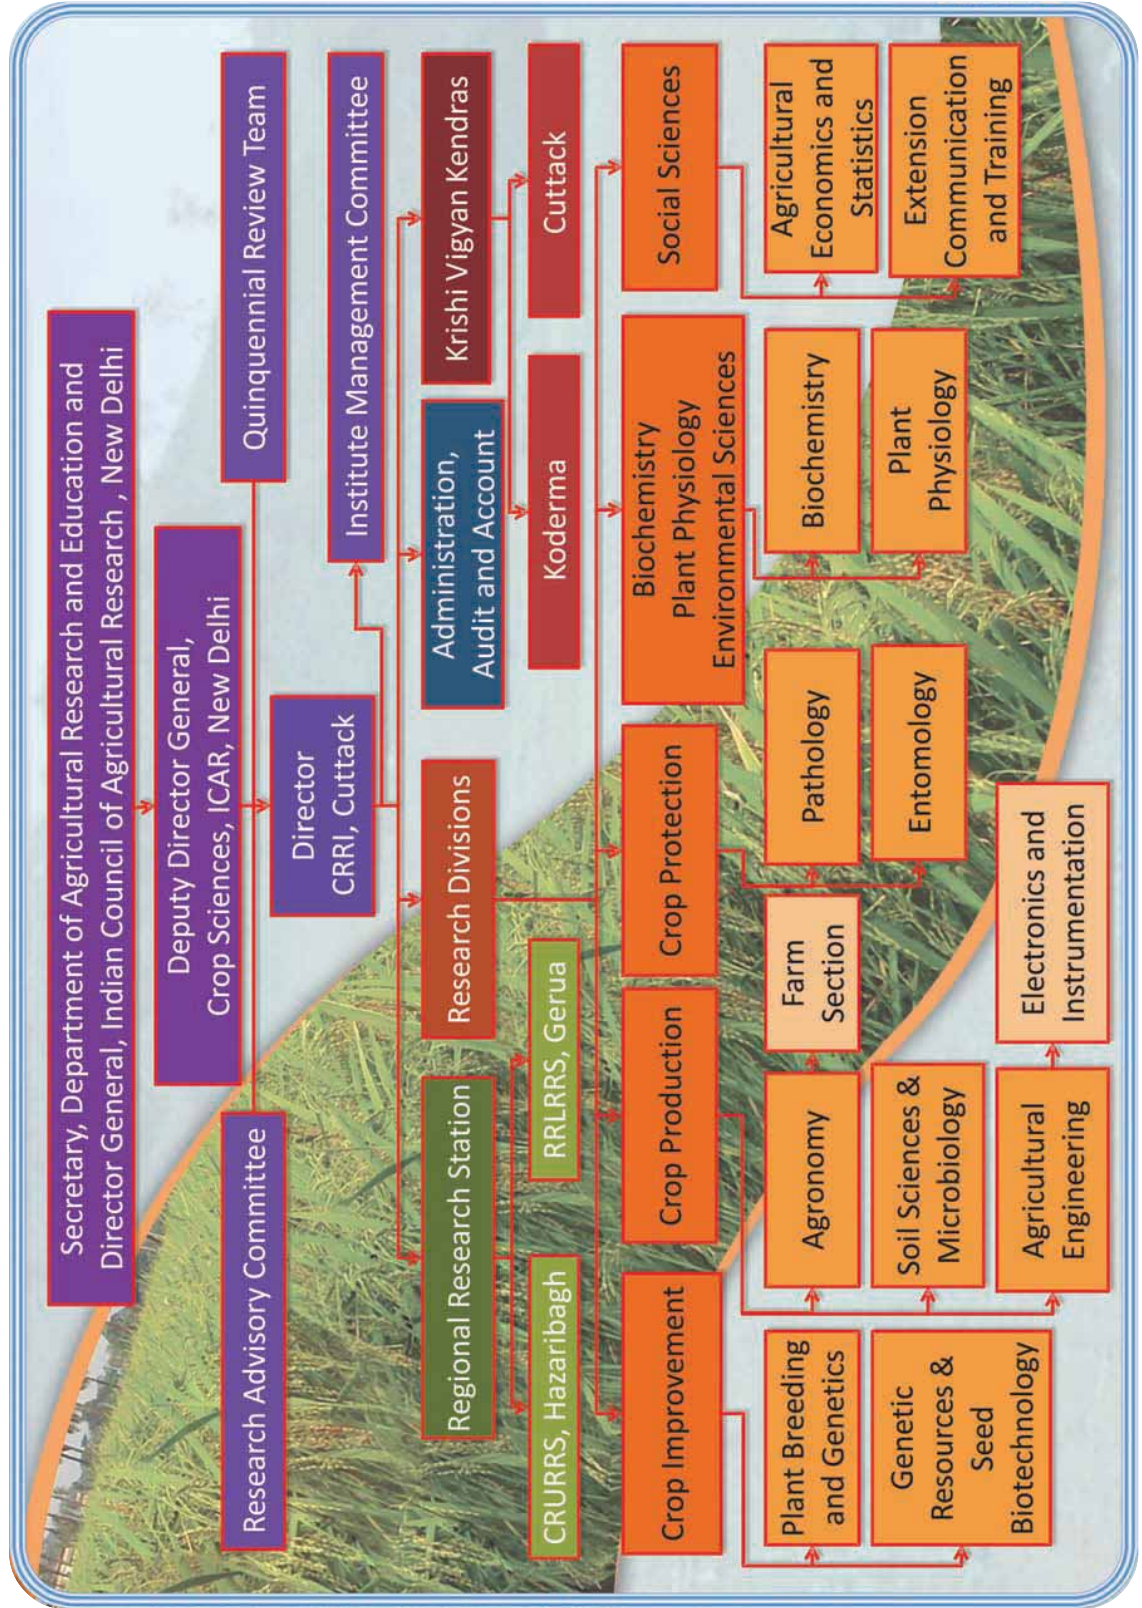 Secretary, Department of Agricultural Research and Education and
Director General, Indian Council of Agricultural Research , New Delhi
Deputy Director General,
Crop Sciences, ICAR, New Delhi
Research Advisory Committee
Quinquennial Review Team
Director
CRRI, Cuttack
Institute Management Committee
Regional Research Station
Research Divisions
Administration,
Audit and Account
Krishi Vigyan Kendras
CRURRS, Hazaribagh
RRLRRS, Gerua
Koderma
Cuttack
Crop Improvement
Crop Production
Crop Protection
Biochemistry
Plant Physiology
Environmental Sciences
Social Sciences
Plant Breeding
and Genetics
Agronomy
Farm
Section
Pathology
Biochemistry
Agricultural
Economics and
Statistics
Genetic
Resources &
Seed
Biotechnology
Soil Sciences &
Microbiology
Entomology
Plant
Physiology
Extension
Communication
and Training
Agricultural
Engineering
Electronics and
Instrumentation